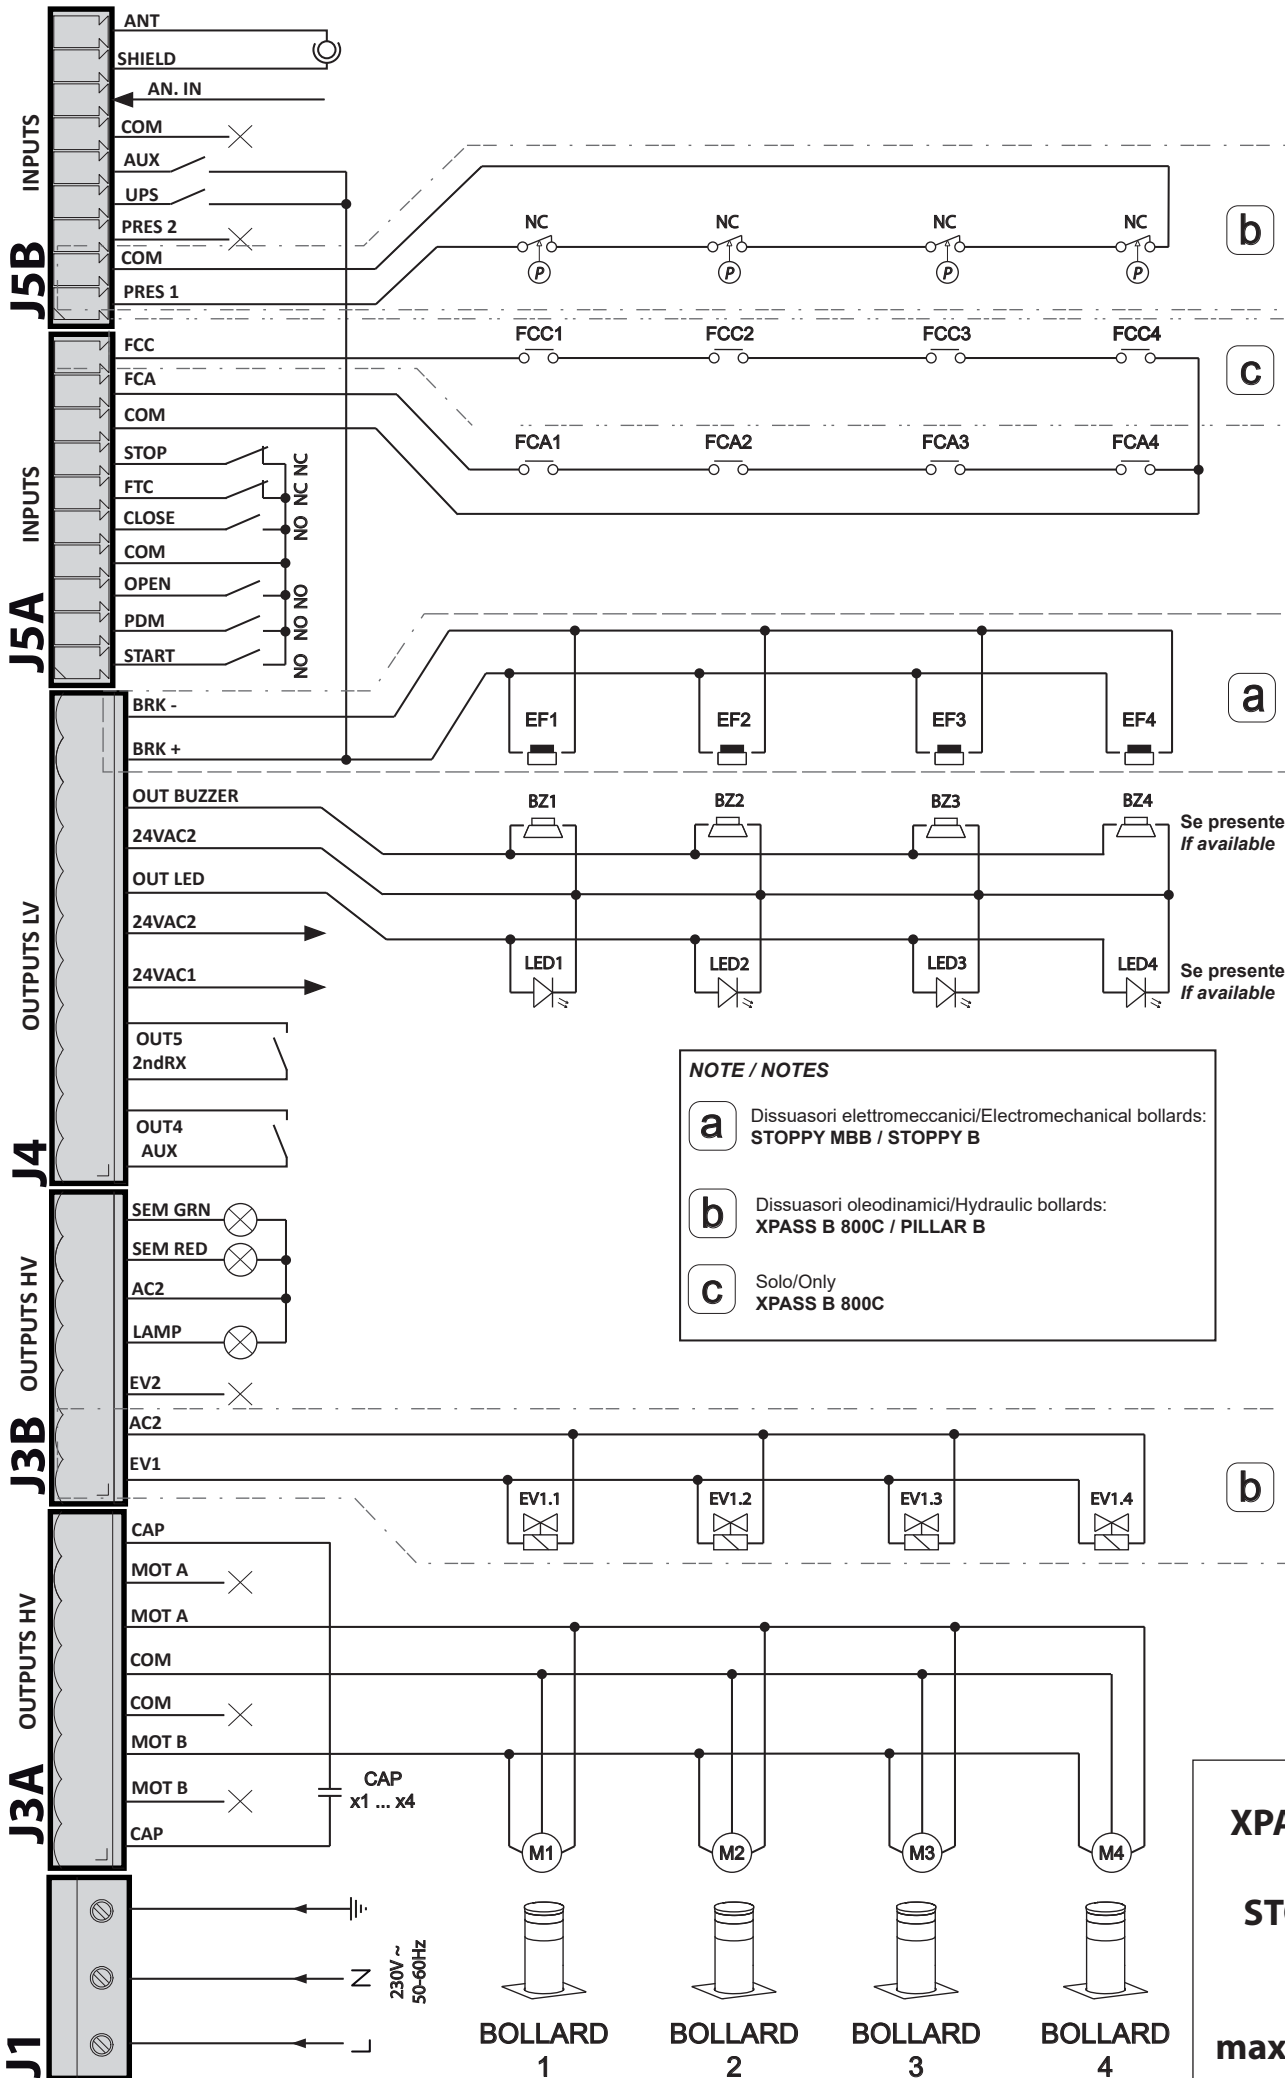 J5B
INPUTS
ANT
SHIELD
AN. IN
COM
AUX
UPS
PRES 2
COM
PRES 1
NC NC NC NC
P P P P
b
J5A
INPUTS
FCC
FCA
COM
STOP
FTC
CLOSE
COM
OPEN
PDM
START
NC
NC
NO
NO
NO
NO
FCC1 FCC2 FCC3 FCC4
c
FCA1 FCA2 FCA3 FCA4
J4
OUTPUTS LV
BRK -
BRK +
EF1 EF2 EF3 EF4
a
OUT BUZZER
24VAC2
OUT LED
24VAC2
24VAC1
OUT5
2ndRX
OUT4
AUX
BZ1 BZ2 BZ3 BZ4
Se presente
If available
LED1 LED2 LED3 LED4
Se presente
If available
NOTE / NOTES
a
Dissuasori elettromeccanici/Electromechanical bollards:
STOPPY MBB / STOPPY B
b
Dissuasori oleodinamici/Hydraulic bollards:
XPASS B 800C / PILLAR B
c
Solo/Only
XPASS B 800C
J3B
OUTPUTS HV
SEM GRN
SEM RED
AC2
LAMP
EV2
AC2
EV1
EV1.1 EV1.2 EV1.3 EV1.4
b
J3A
OUTPUTS HV
CAP
MOT A
MOT A
COM
COM
MOT B
MOT B
CAP
CAP
x1 ... x4
M1 M2 M3 M4
J1
N
L
230V ~
50-60Hz
BOLLARD
1
BOLLARD
2
BOLLARD
3
BOLLARD
4
max